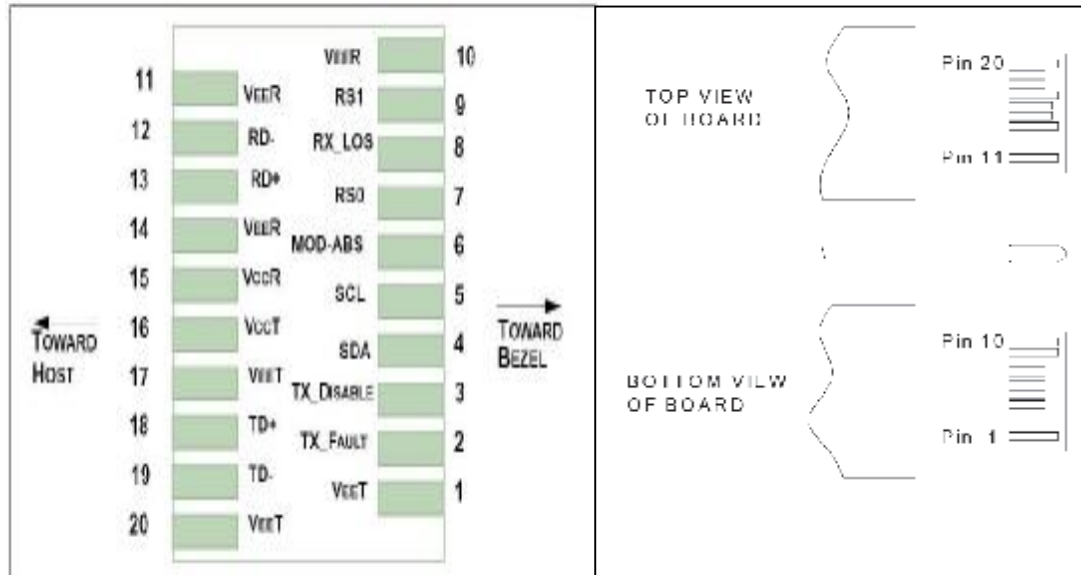 10
VEER
11
VEER
RS1
9
12
RD-
RX_LOS
8
13
RD+
RS0
7
14
VEER
MOD-ABS
6
15
VCCR
SCL
5
16
VCCT
SDA
4
17
VEET
TX_DISABLE
3
18
TD+
TX_FAULT
2
19
TD-
VEET
1
20
VEET
TOWARD
HOST
TOWARD
BEZEL
Pin 20
TOP VIEW
OF BOARD
Pin 11
Pin 10
BOTTOM VIEW
OF BOARD
Pin 1